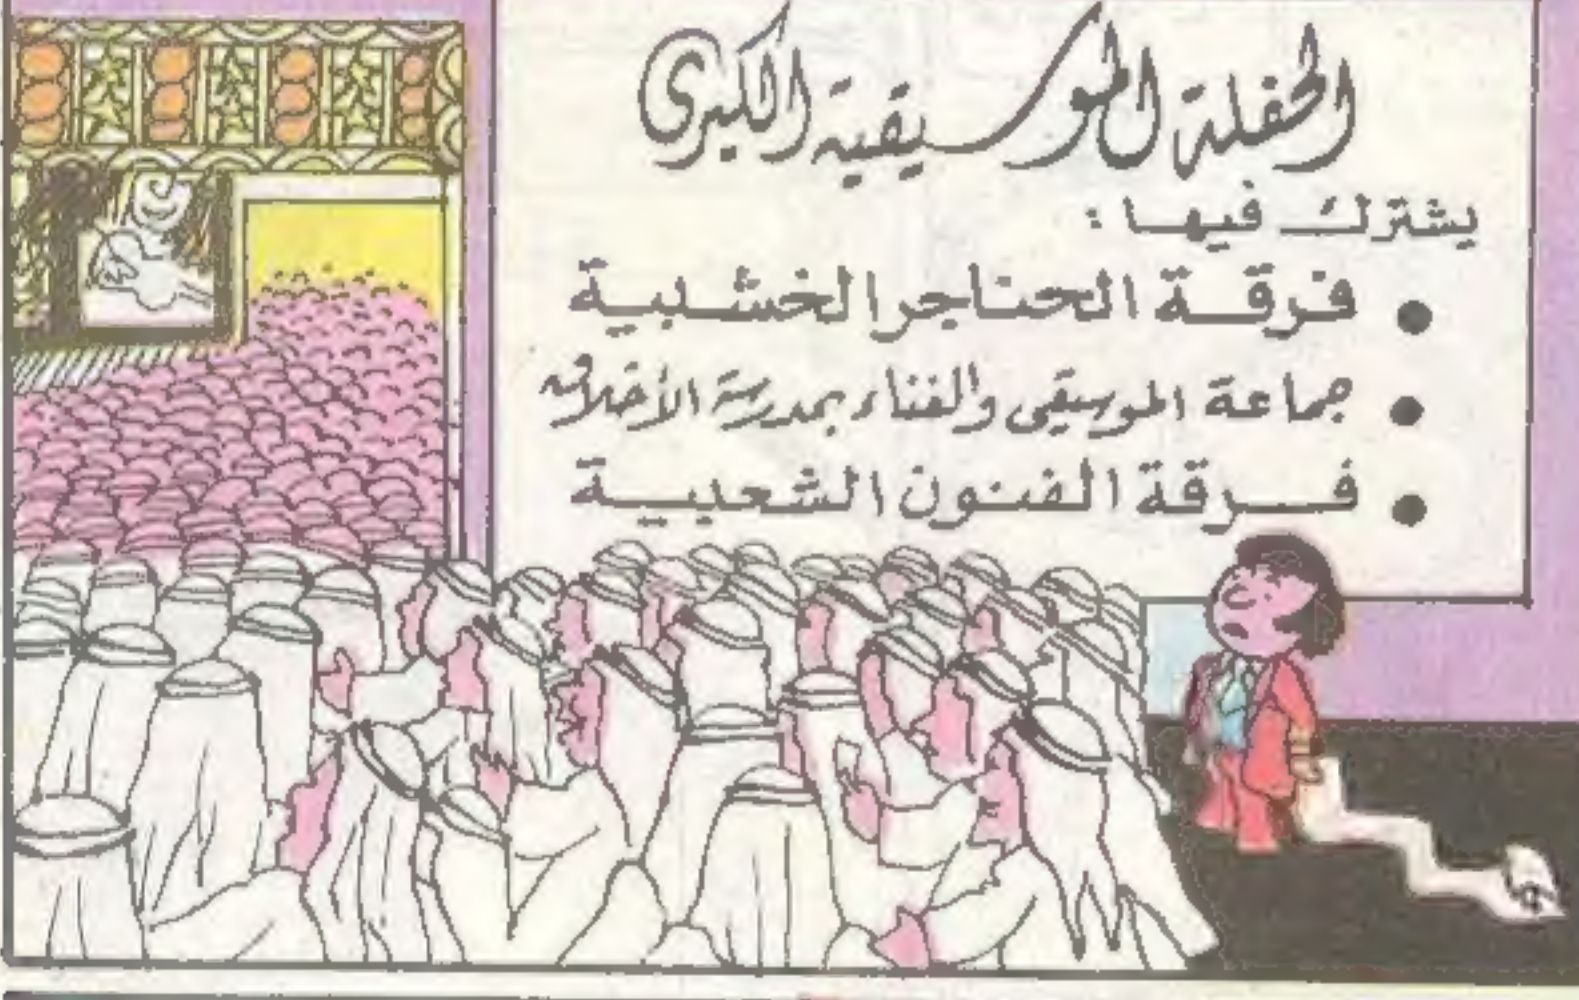 الحفلة الموسيقية الكبرى
يشترك فيها :
• فرقة الحناجر الخشبية
• جماعة الموسيقى والغناء بمدرسة الأخلاق
• فرقة الفنون الشعبية